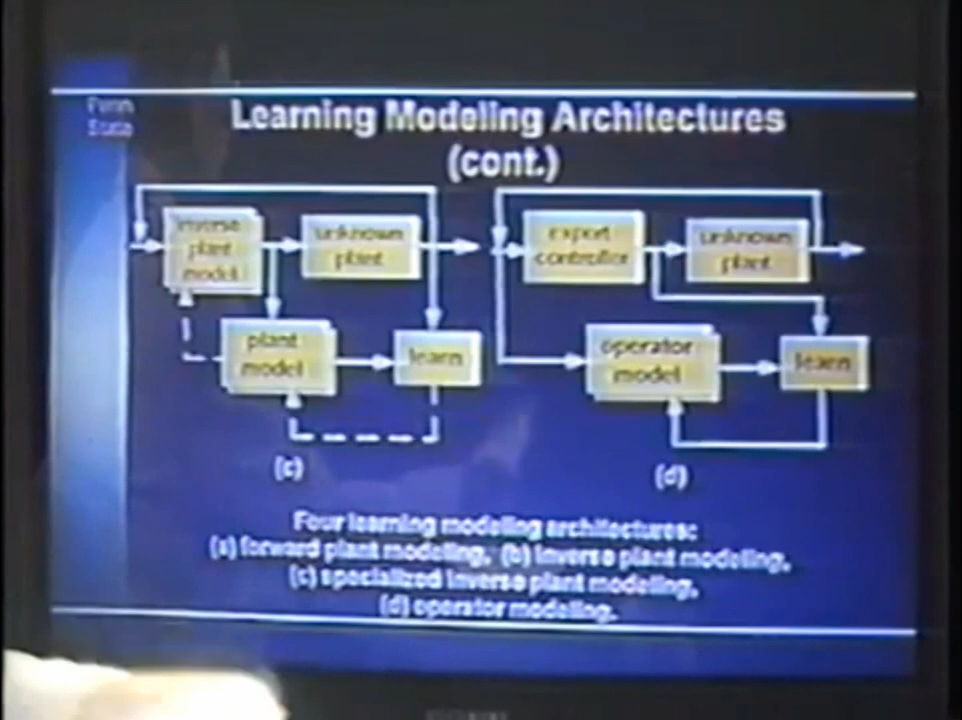 Penn
State
Learning Modeling Architectures
(cont.)
inverse
plant
model
unknown
plant
plant
model
learn
(c)
expert
controller
unknown
plant
operator
model
learn
(d)
Four learning modeling architectures:
(a) forward plant modeling, (b) inverse plant modeling,
(c) specialized inverse plant modeling,
(d) operator modeling.